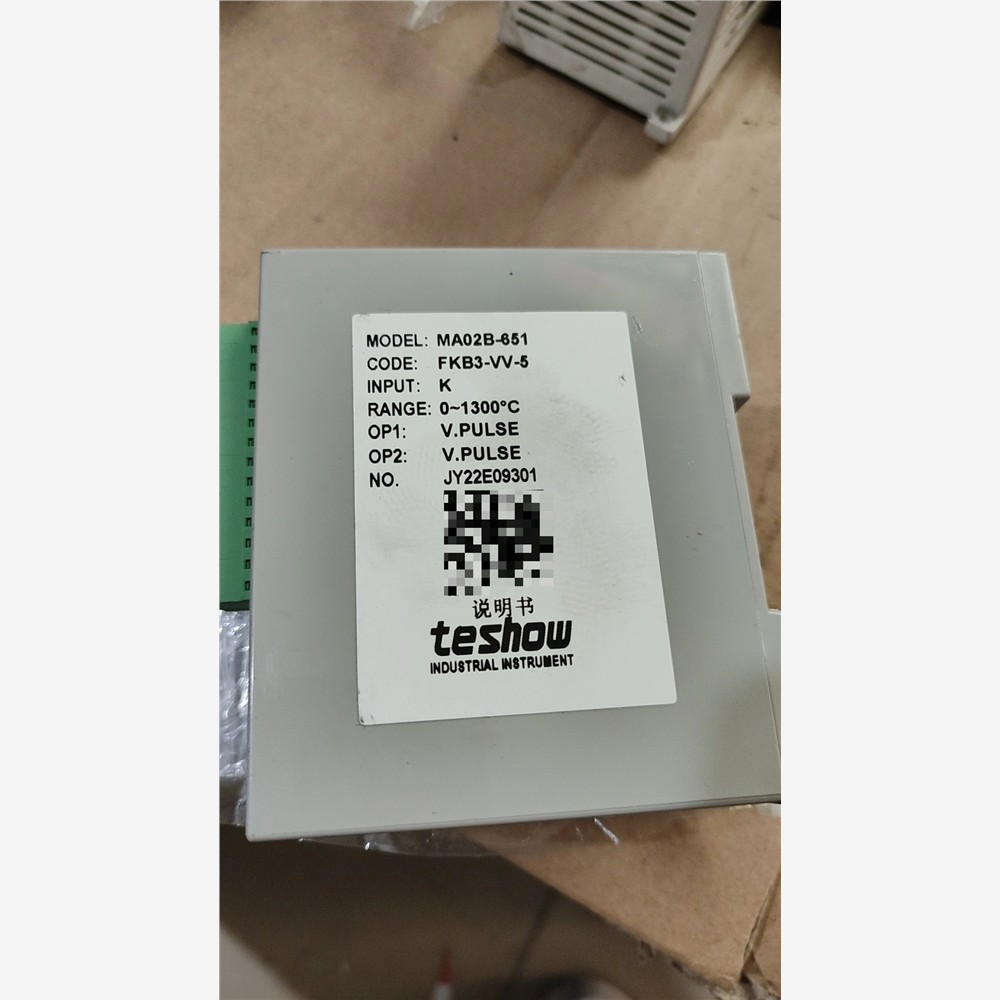 MODEL: MA02B-651
CODE: FKB3-VV-5
INPUT: K
RANGE: 0~1300°C
OP1: V.PULSE
OP2: V.PULSE
NO. JY22E09301
说明书
teshow
INDUSTRIAL INSTRUMENT